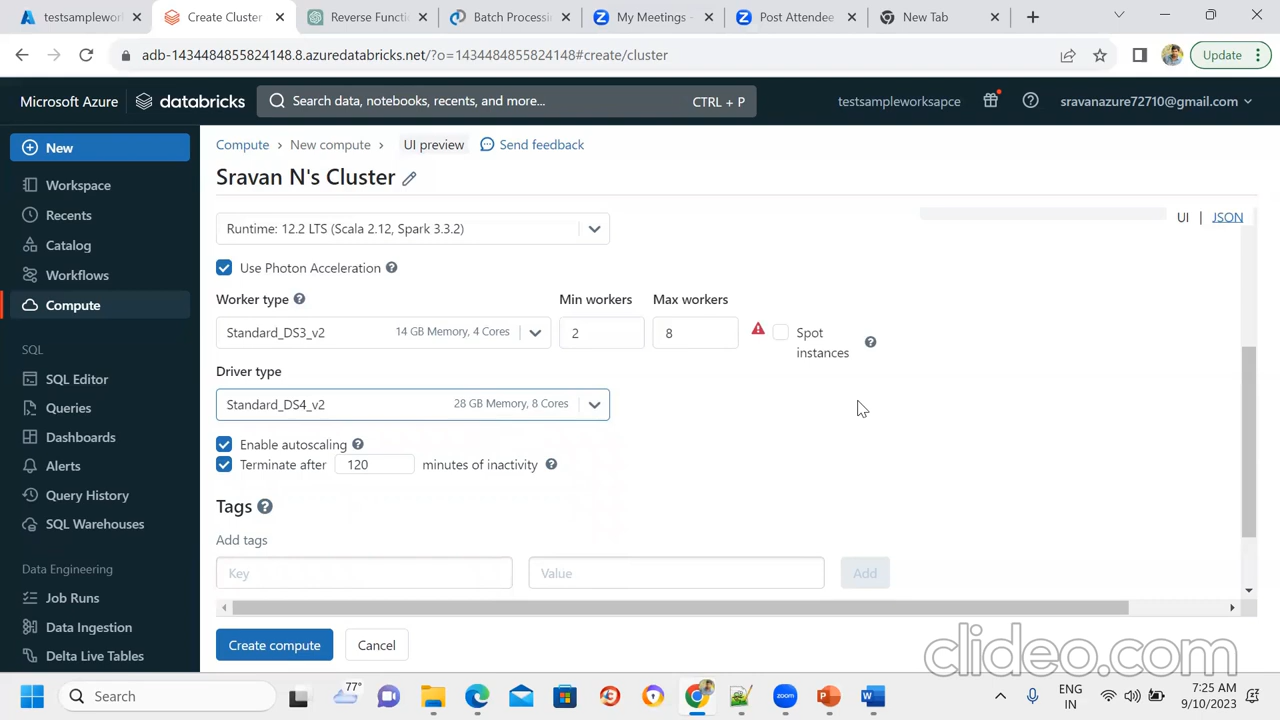 testsamplework
Create Cluster
Reverse Functi
Batch Processin
My Meetings -
Post Attendee
New Tab
adb-1434484855824148.8.azuredatabricks.net/?o=1434484855824148#create/cluster
Update
Microsoft Azure
databricks
Search data, notebooks, recents, and more...
CTRL + P
testsampleworksapce
sravanazure72710@gmail.com
New
Workspace
Recents
Catalog
Workflows
Compute
SQL
SQL Editor
Queries
Dashboards
Alerts
Query History
SQL Warehouses
Data Engineering
Job Runs
Data Ingestion
Delta Live Tables
Compute › New compute › UI preview Send feedback
Sravan N's Cluster
UI | JSON
Runtime: 12.2 LTS (Scala 2.12, Spark 3.3.2)
Use Photon Acceleration
Worker type
Min workers
Max workers
Standard_DS3_v2 14 GB Memory, 4 Cores
2
8
Spot
instances
Driver type
Standard_DS4_v2 28 GB Memory, 8 Cores
Enable autoscaling
Terminate after 120 minutes of inactivity
Tags
Add tags
Key
Value
Add
Create compute
Cancel
clideo.com
77°
Search
ENG
IN
7:25 AM
9/10/2023